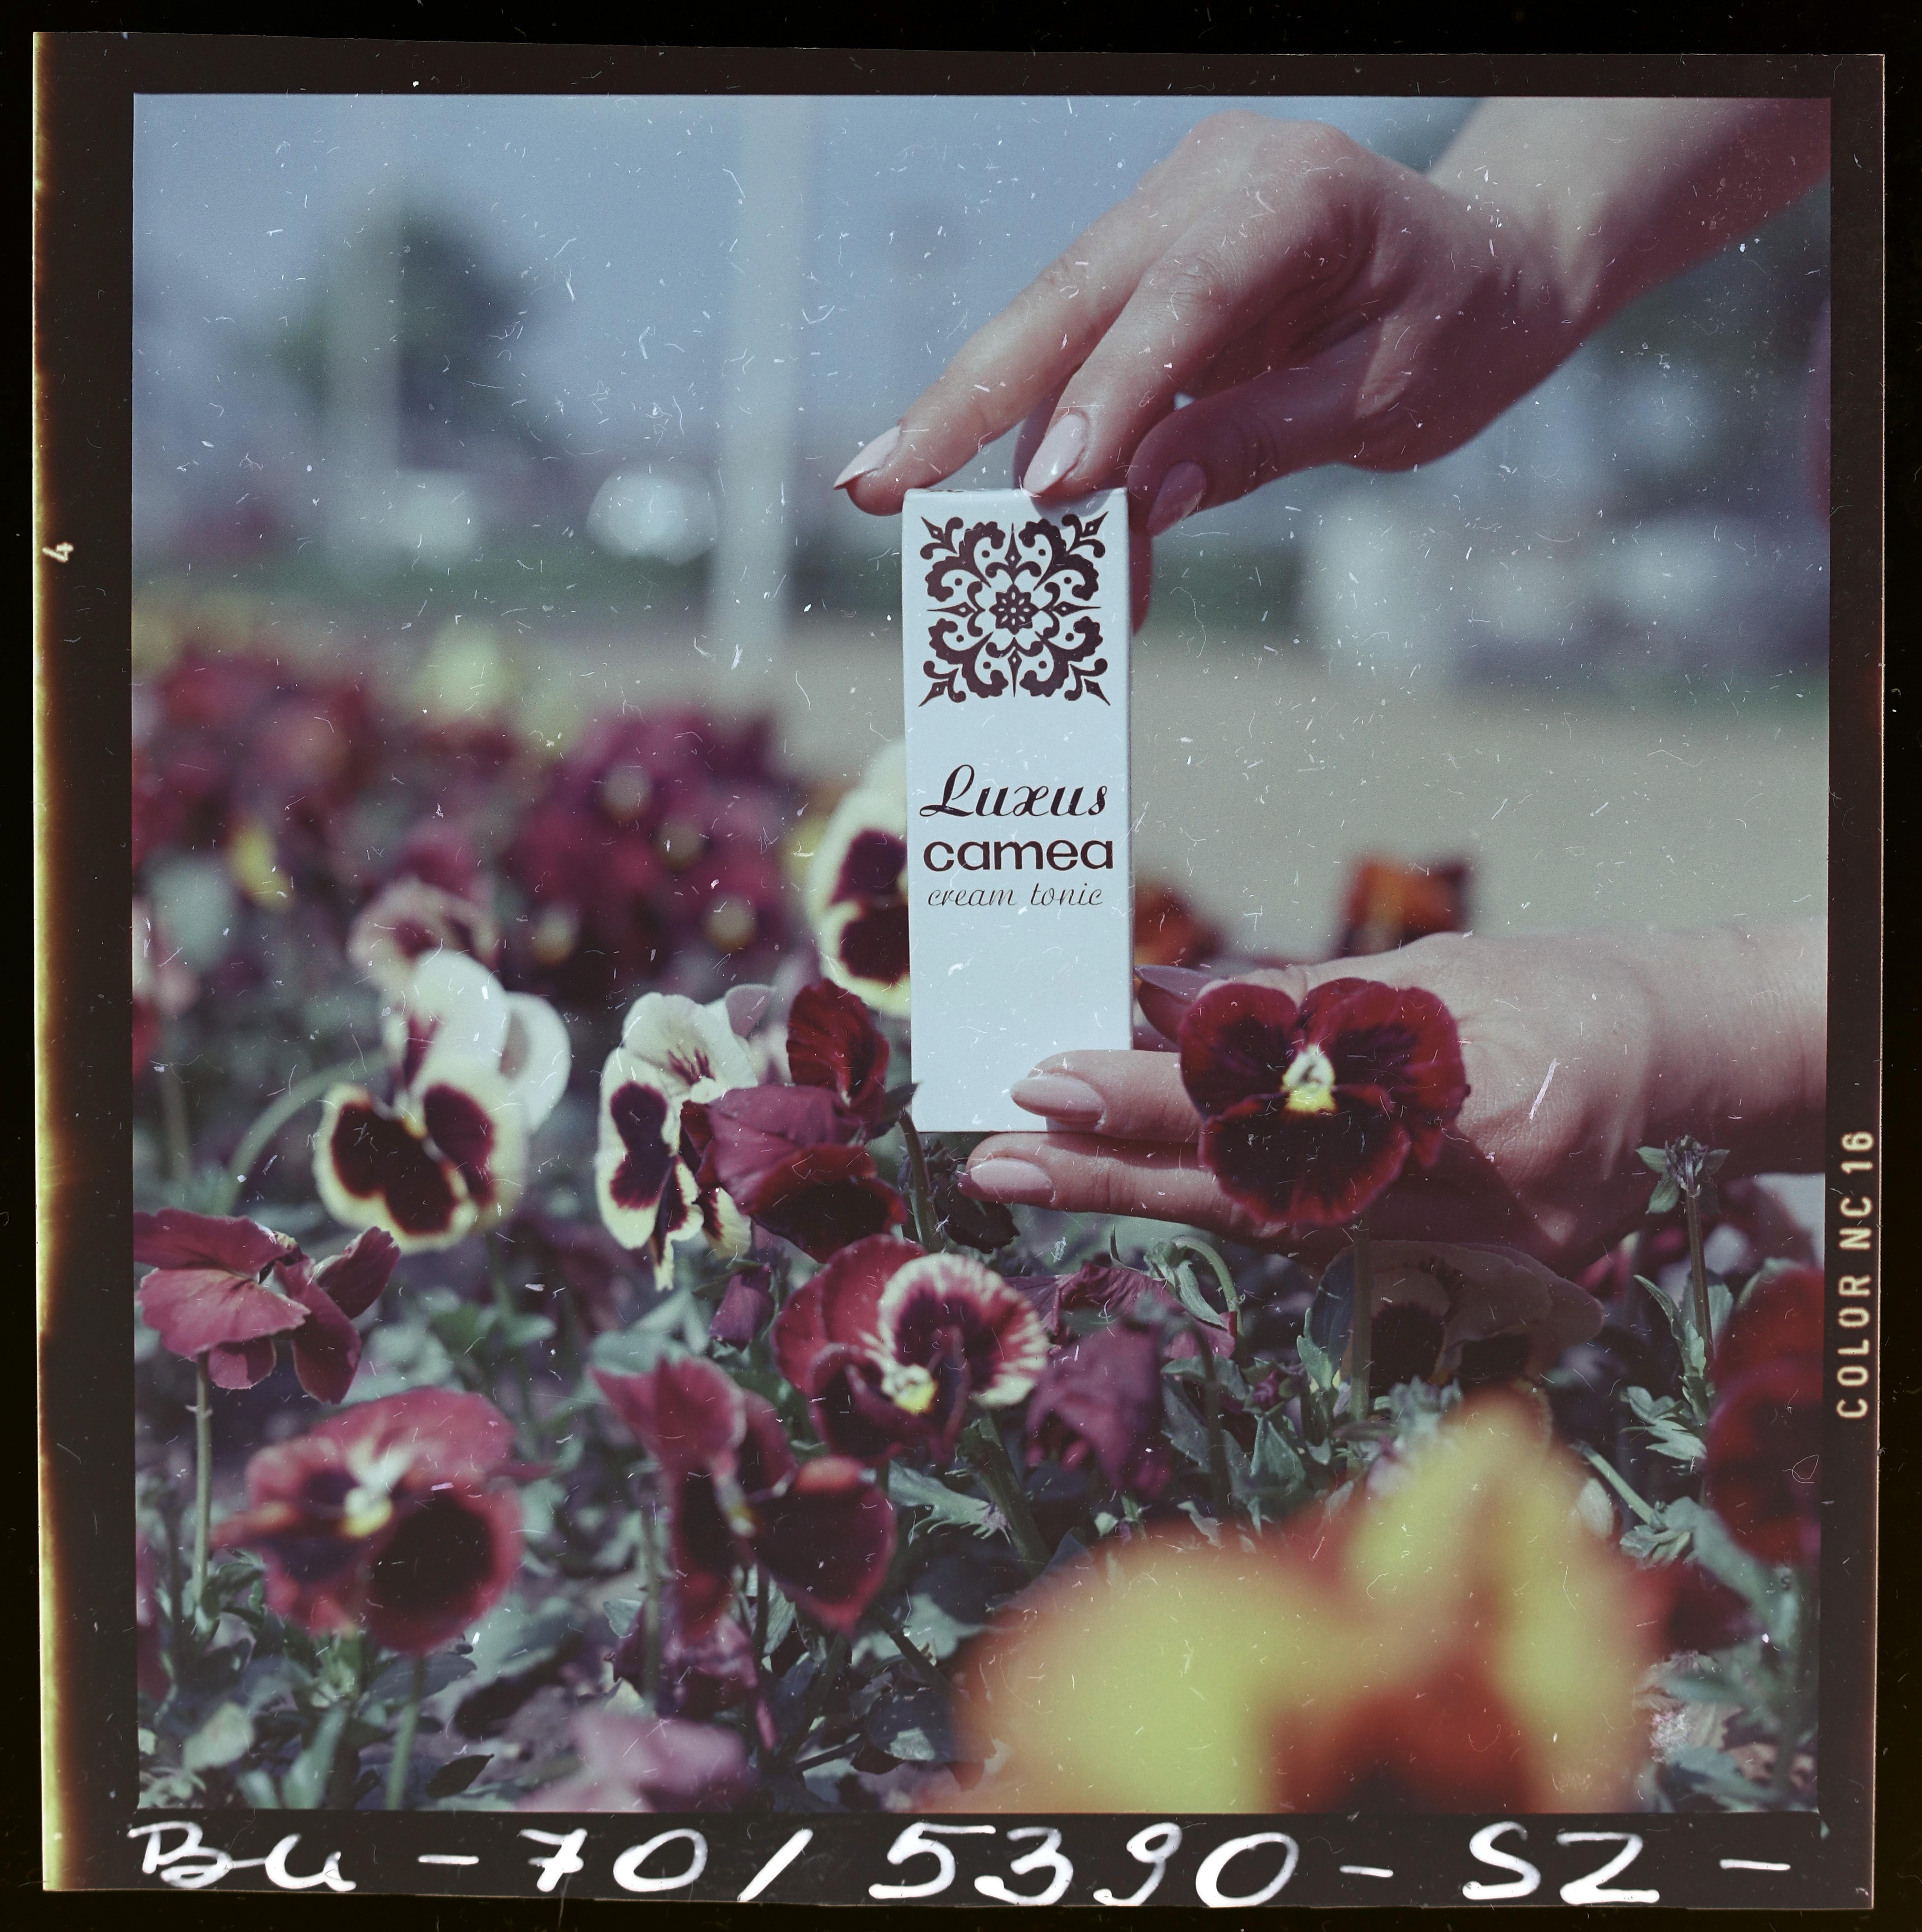 4
Luxus
camea
cream tonic
COLOR NC 16
Bu - 70 / 5390 - SZ -